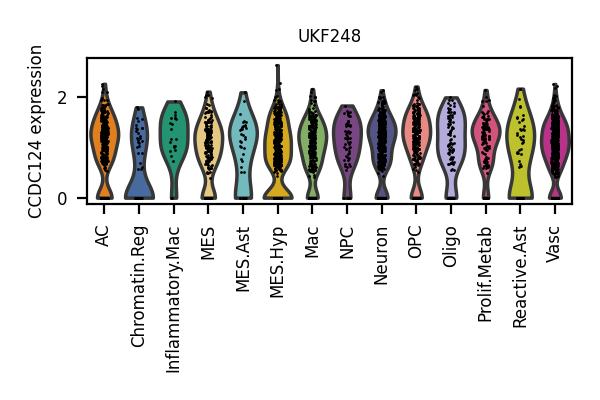 UKF248
CCDC124 expression
2
0
AC
Chromatin.Reg
Inflammatory.Mac
MES
MES.Ast
MES.Hyp
Mac
NPC
Neuron
OPC
Oligo
Prolif.Metab
Reactive.Ast
Vasc